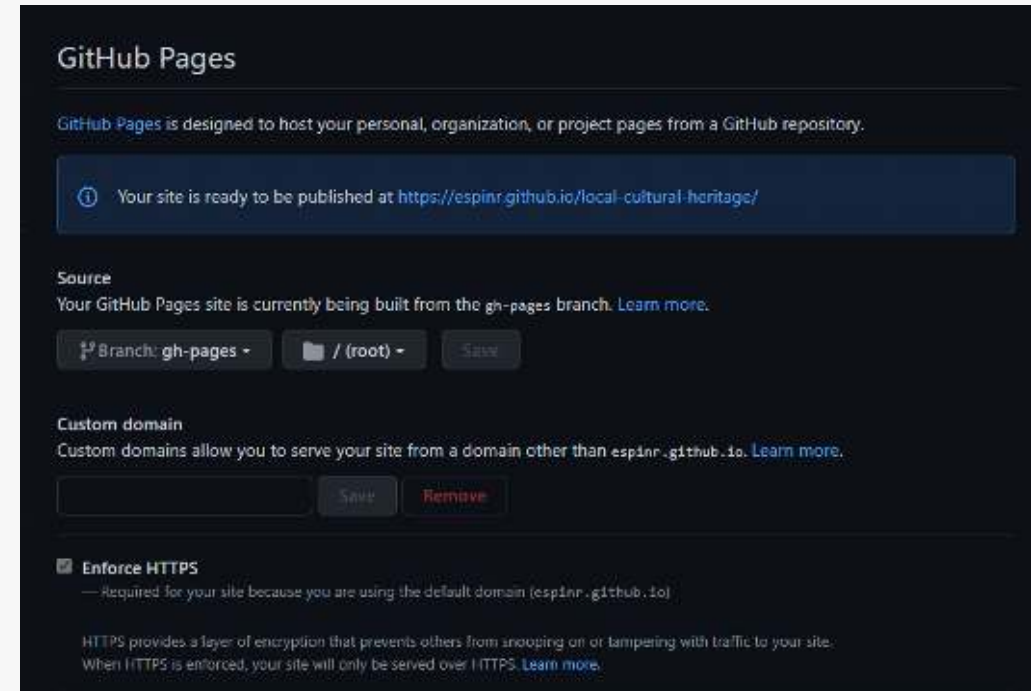 GitHub Pages
GitHub Pages is designed to host your personal, organization, or project pages from a GitHub repository.
Your site is ready to be published at https://espinr.github.io/local-cultural-heritage/
Source
Your GitHub Pages site is currently being built from the gh-pages branch. Learn more.
Branch: gh-pages
/ (root)
Save
Custom domain
Custom domains allow you to serve your site from a domain other than espinr.github.io. Learn more.
Save
Remove
Enforce HTTPS
— Required for your site because you are using the default domain (espinr.github.io)
HTTPS provides a layer of encryption that prevents others from snooping on or tampering with traffic to your site.
When HTTPS is enforced, your site will only be served over HTTPS. Learn more.